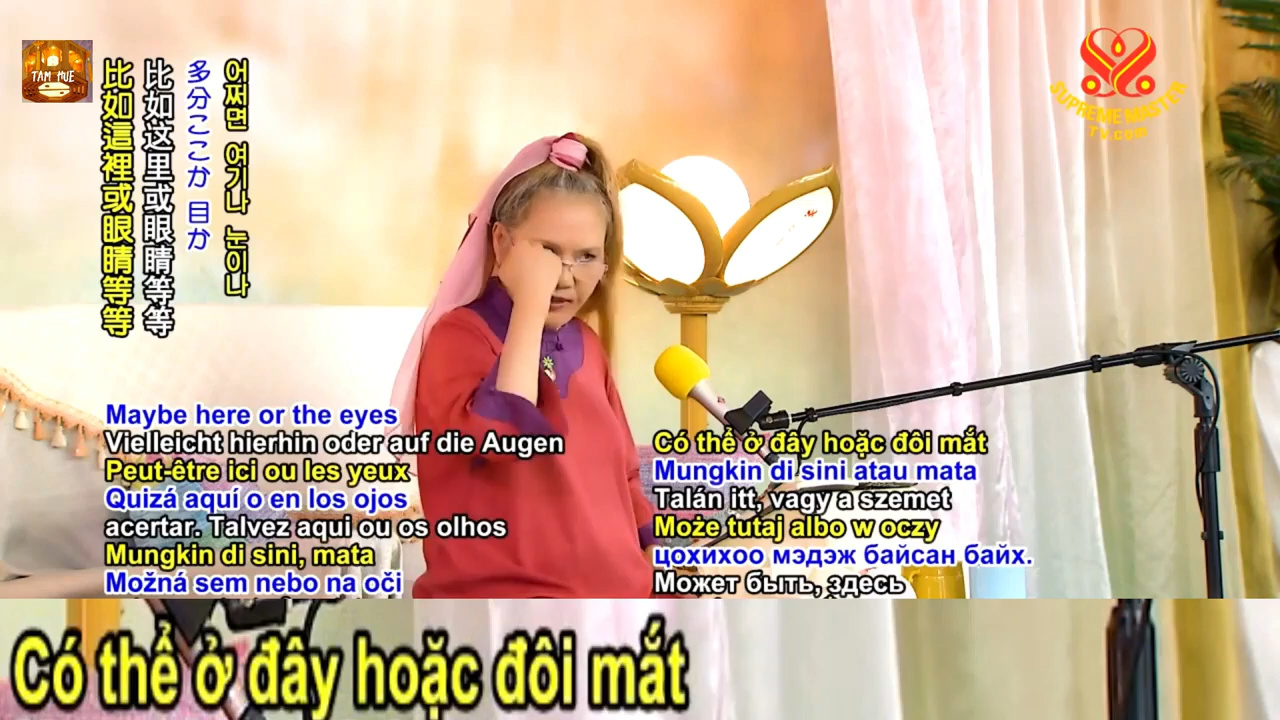 TAM HUE
어쩌면 여기나 눈이나
多分ここか 目か
比如这里或眼睛等等
比如這裡或眼睛等等
SUPREME MASTER
TV.COM
Maybe here or the eyes
Vielleicht hierhin oder auf die Augen
Peut-être ici ou les yeux
Quizá aquí o en los ojos
acertar. Talvez aqui ou os olhos
Mungkin di sini, mata
Možná sem nebo na oči
Có thể ở đây hoặc đôi mắt
Mungkin di sini atau mata
Talán itt, vagy a szemet
Może tutaj albo w oczy
цохихоо мэдэж байсан байх.
Может быть, здесь
Có thể ở đây hoặc đôi mắt